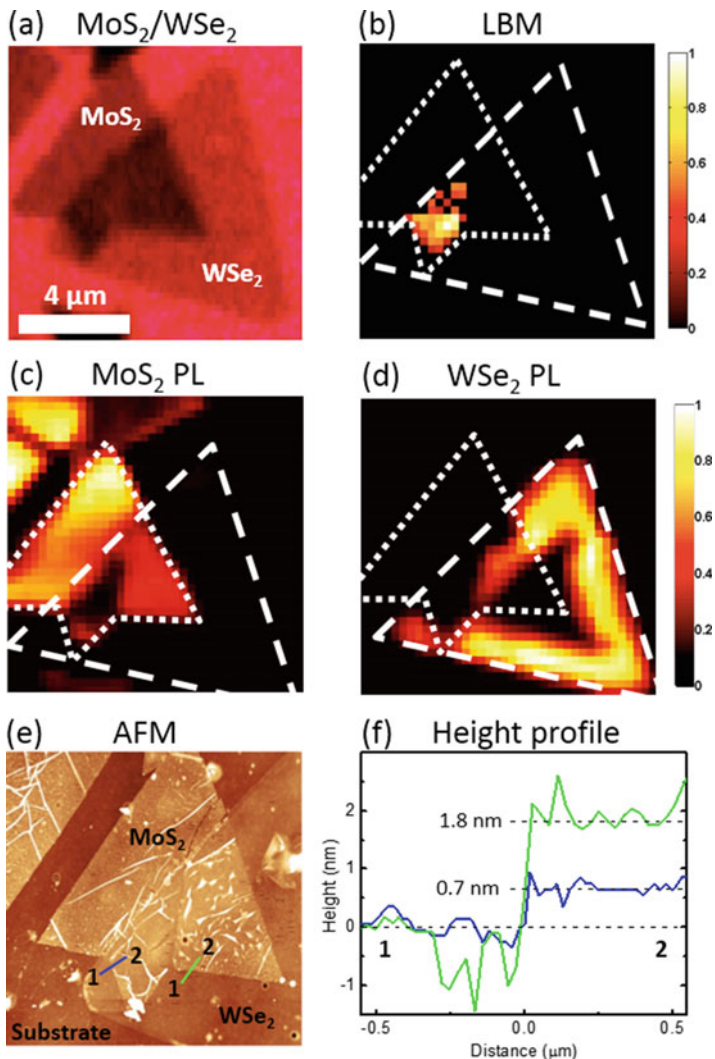 (a) MoS₂/WSe₂
MoS₂
WSe₂
4 µm
(b) LBM
1
0.8
0.6
0.4
0.2
0
(c) MoS₂ PL
(d) WSe₂ PL
1
0.8
0.6
0.4
0.2
0
(e) AFM
MoS₂
2
1
2
1
WSe₂
Substrate
(f) Height profile
Height (nm)
2
1
0
-1
1.8 nm
0.7 nm
1
2
-0.5 0.0 0.5
Distance (µm)